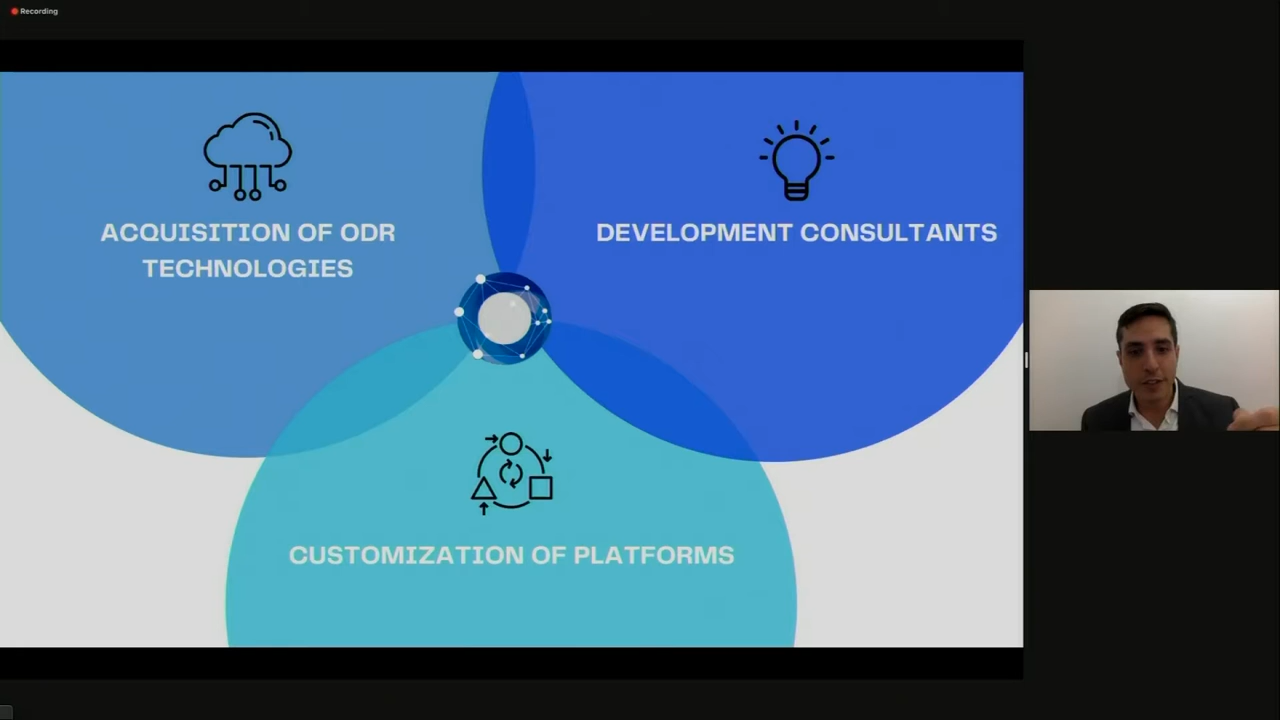 Recording
ACQUISITION OF ODR
TECHNOLOGIES
DEVELOPMENT CONSULTANTS
CUSTOMIZATION OF PLATFORMS